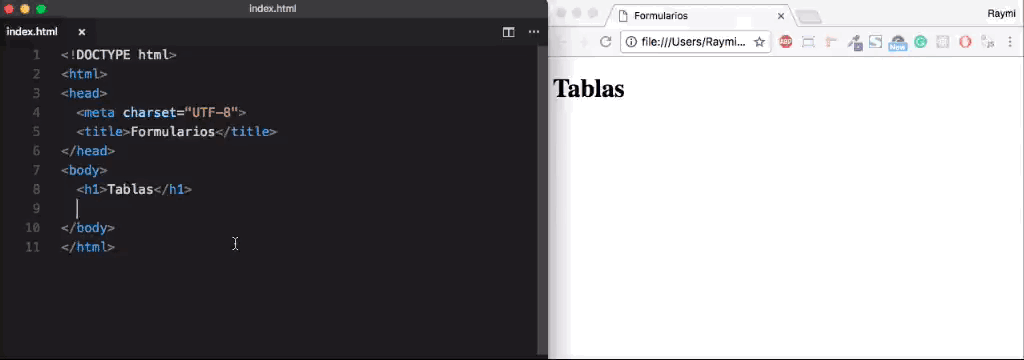 index.html
index.html
1 <!DOCTYPE html>
2 <html>
3 <head>
4 <meta charset="UTF-8">
5 <title>Formularios</title>
6 </head>
7 <body>
8 <h1>Tablas</h1>
9
10 </body>
11 </html>
Formularios
Raymi
file:///Users/Raymi...
ABP
New
JS
Tablas